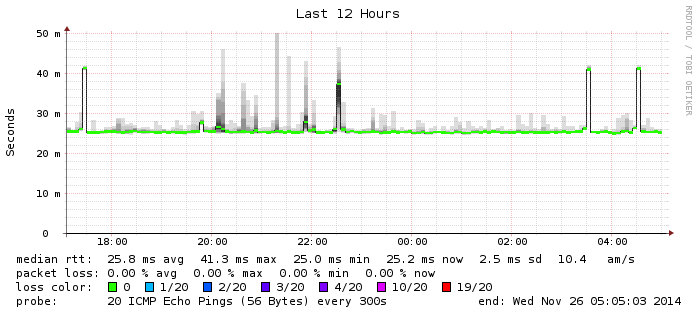 Last 12 Hours
RRDTOOL / TOBI OETIKER
Seconds
50 m
40 m
30 m
20 m
10 m
0
18:00 20:00 22:00 00:00 02:00 04:00
median rtt: 25.8 ms avg 41.3 ms max 25.0 ms min 25.2 ms now 2.5 ms sd 10.4 am/s
packet loss: 0.00 % avg 0.00 % max 0.00 % min 0.00 % now
loss color: 0 1/20 2/20 3/20 4/20 10/20 19/20
probe: 20 ICMP Echo Pings (56 Bytes) every 300s end: Wed Nov 26 05:05:03 2014